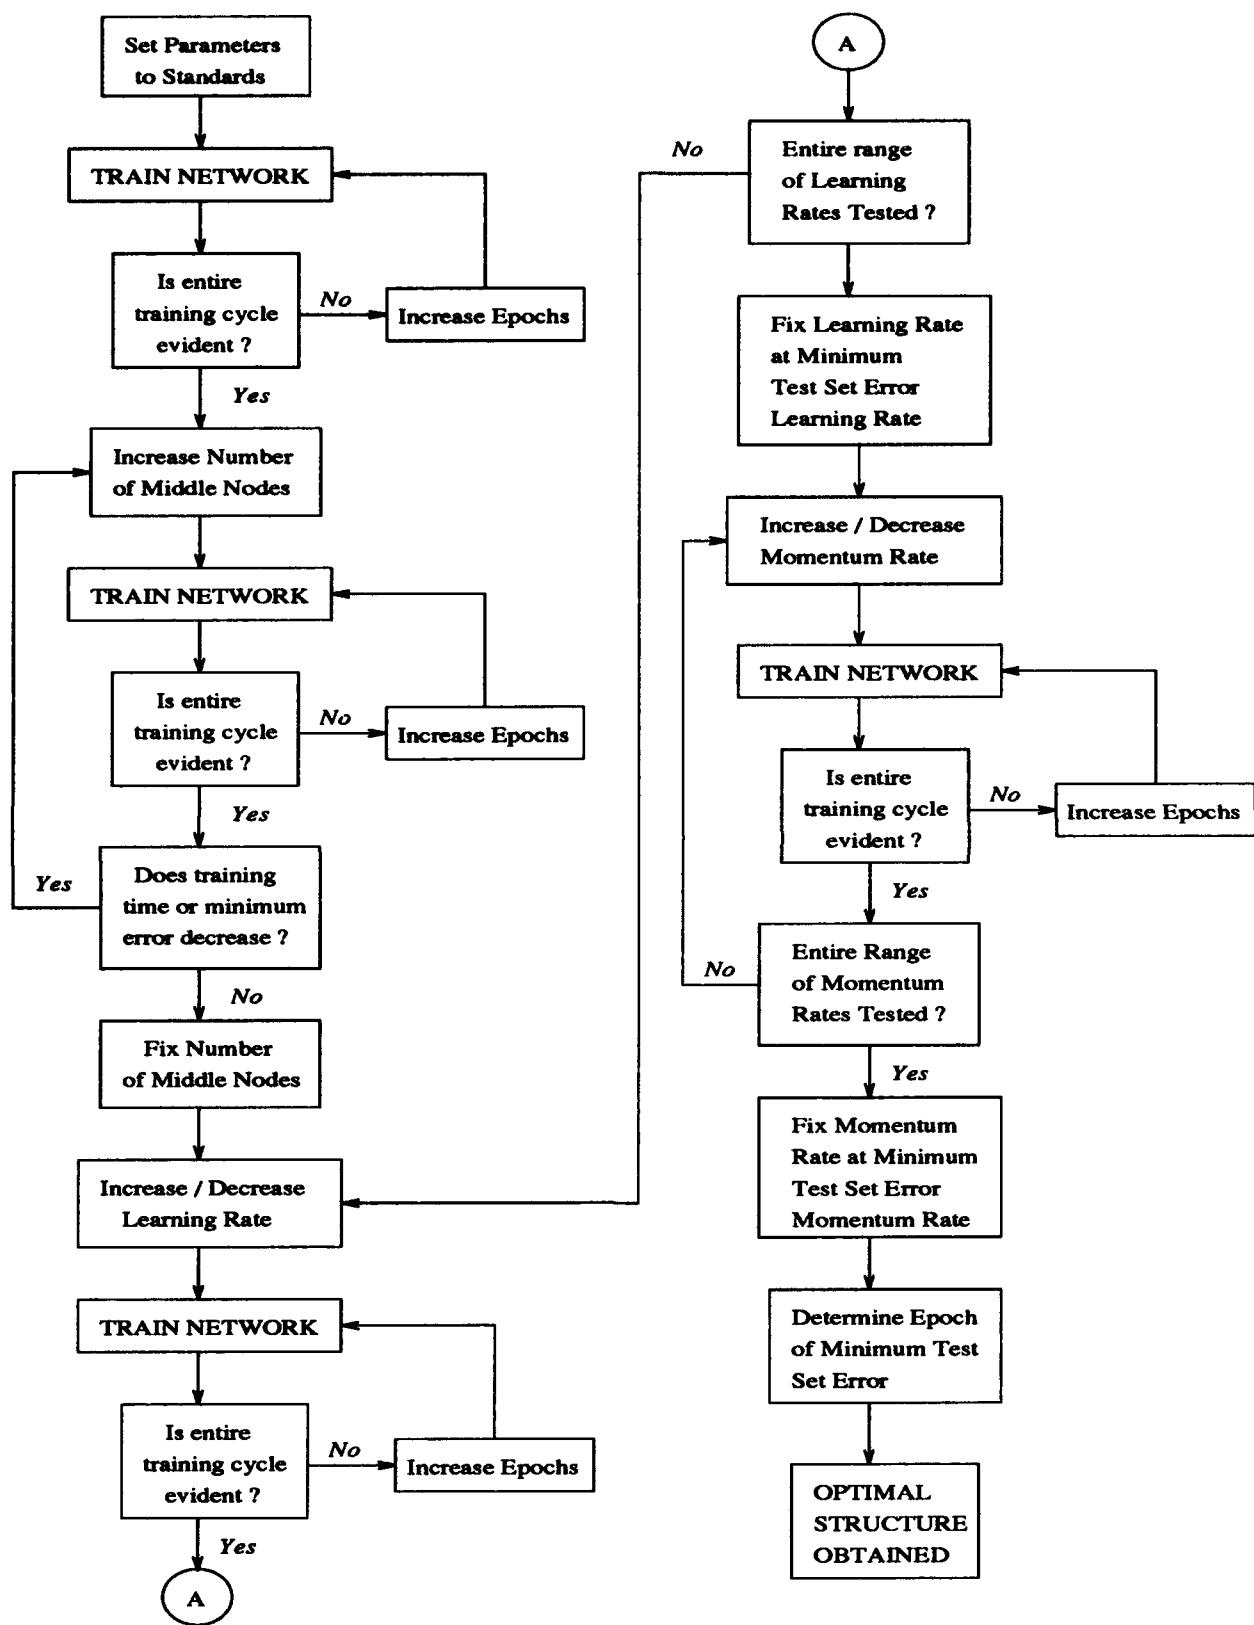 Set Parameters
to Standards
TRAIN NETWORK
Is entire
training cycle
evident ?
No
Increase Epochs
Yes
Increase Number
of Middle Nodes
TRAIN NETWORK
Is entire
training cycle
evident ?
No
Increase Epochs
Yes
Does training
time or minimum
error decrease ?
Yes
No
Fix Number
of Middle Nodes
Increase / Decrease
Learning Rate
TRAIN NETWORK
Is entire
training cycle
evident ?
No
Increase Epochs
Yes
A
A
Entire range
of Learning
Rates Tested ?
No
Fix Learning Rate
at Minimum
Test Set Error
Learning Rate
Increase / Decrease
Momentum Rate
TRAIN NETWORK
Is entire
training cycle
evident ?
No
Increase Epochs
Yes
Entire Range
of Momentum
Rates Tested ?
No
Yes
Fix Momentum
Rate at Minimum
Test Set Error
Momentum Rate
Determine Epoch
of Minimum Test
Set Error
OPTIMAL
STRUCTURE
OBTAINED